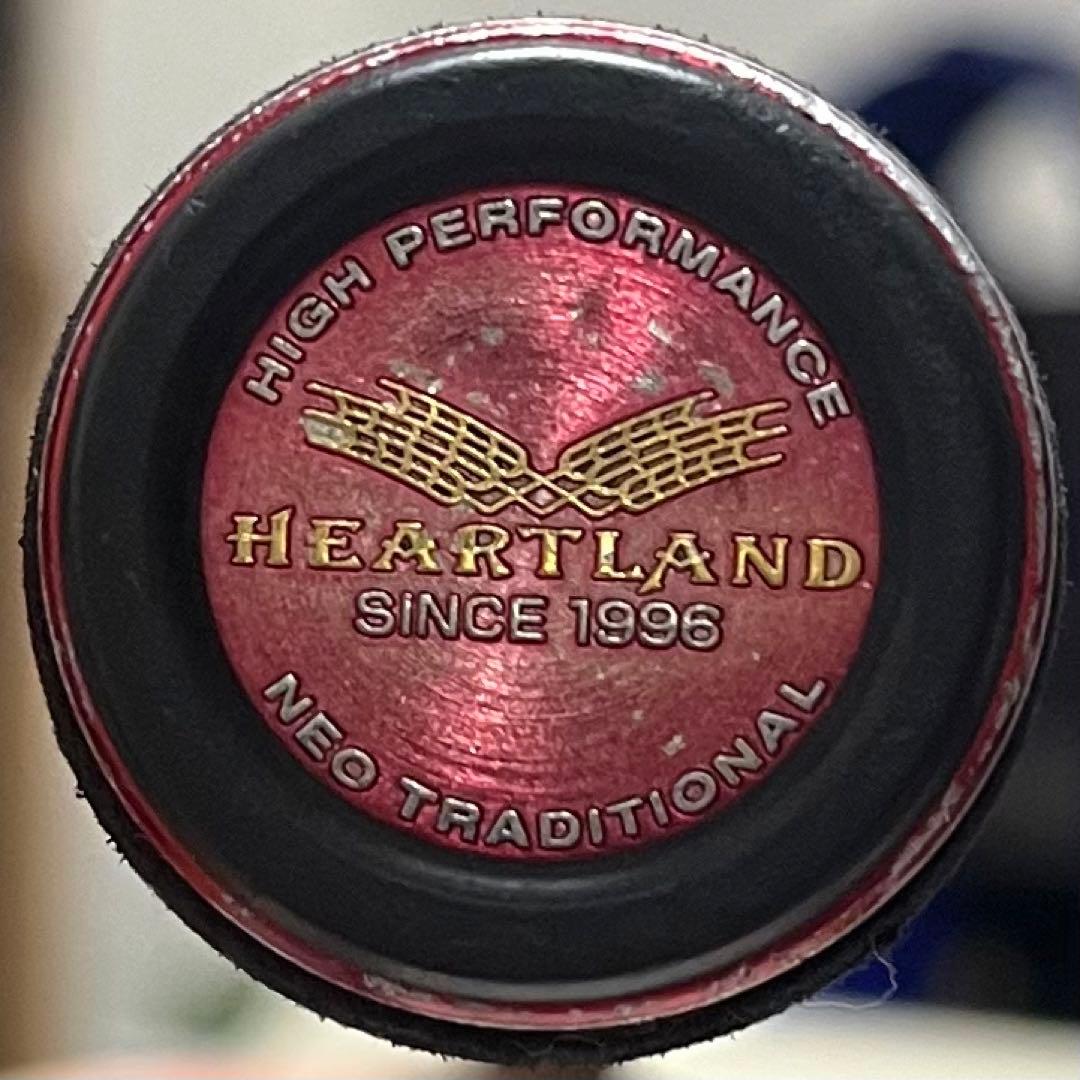 HIGH PERFORMANCE
HEARTLAND
SiNCE 1996
NEO TRADITIONAL